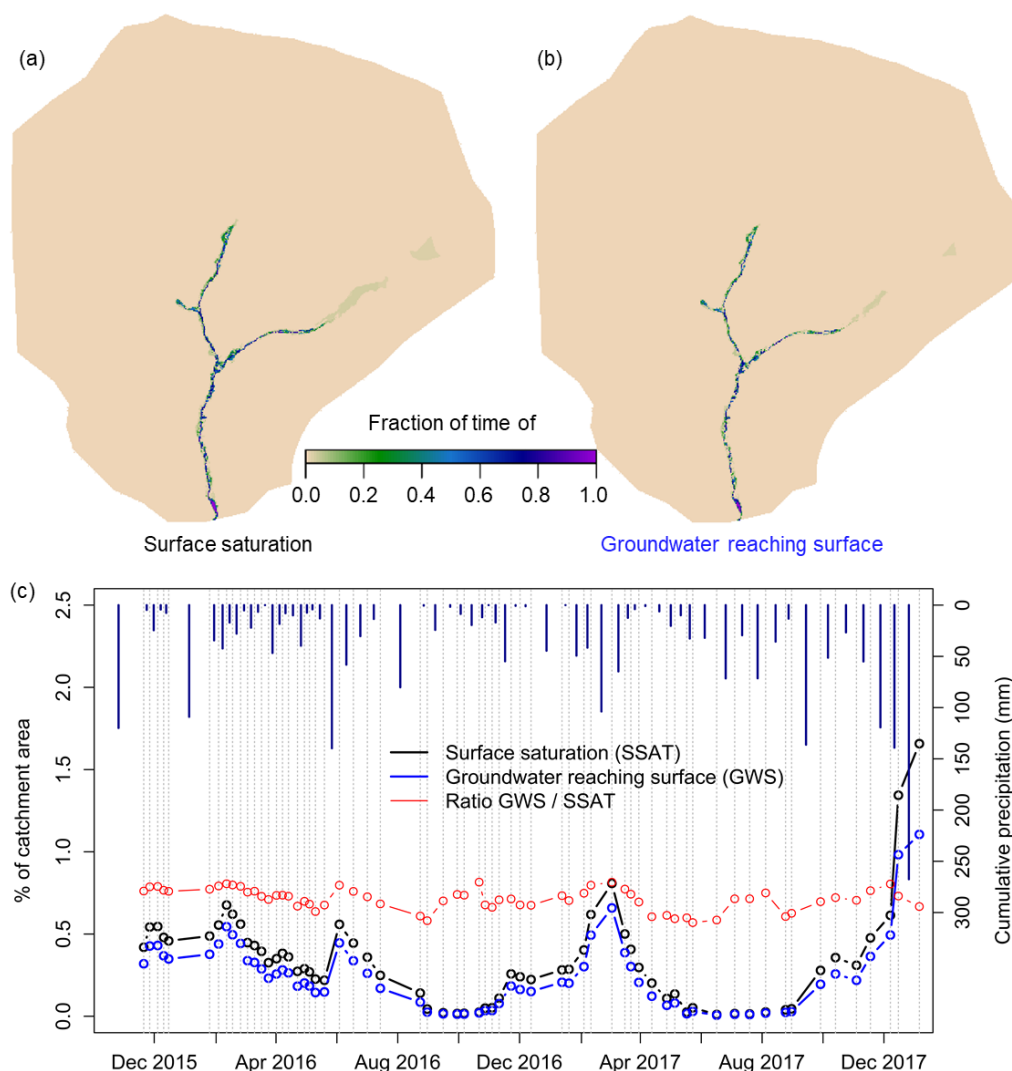 (a)
(b)
Fraction of time of
0.0 0.2 0.4 0.6 0.8 1.0
Surface saturation
Groundwater reaching surface
(c)
% of catchment area
2.5
2.0
1.5
1.0
0.5
0.0
Surface saturation (SSAT)
Groundwater reaching surface (GWS)
Ratio GWS / SSAT
0
50
100
150
200
250
300
Cumulative precipitation (mm)
Dec 2015 Apr 2016 Aug 2016 Dec 2016 Apr 2017 Aug 2017 Dec 2017